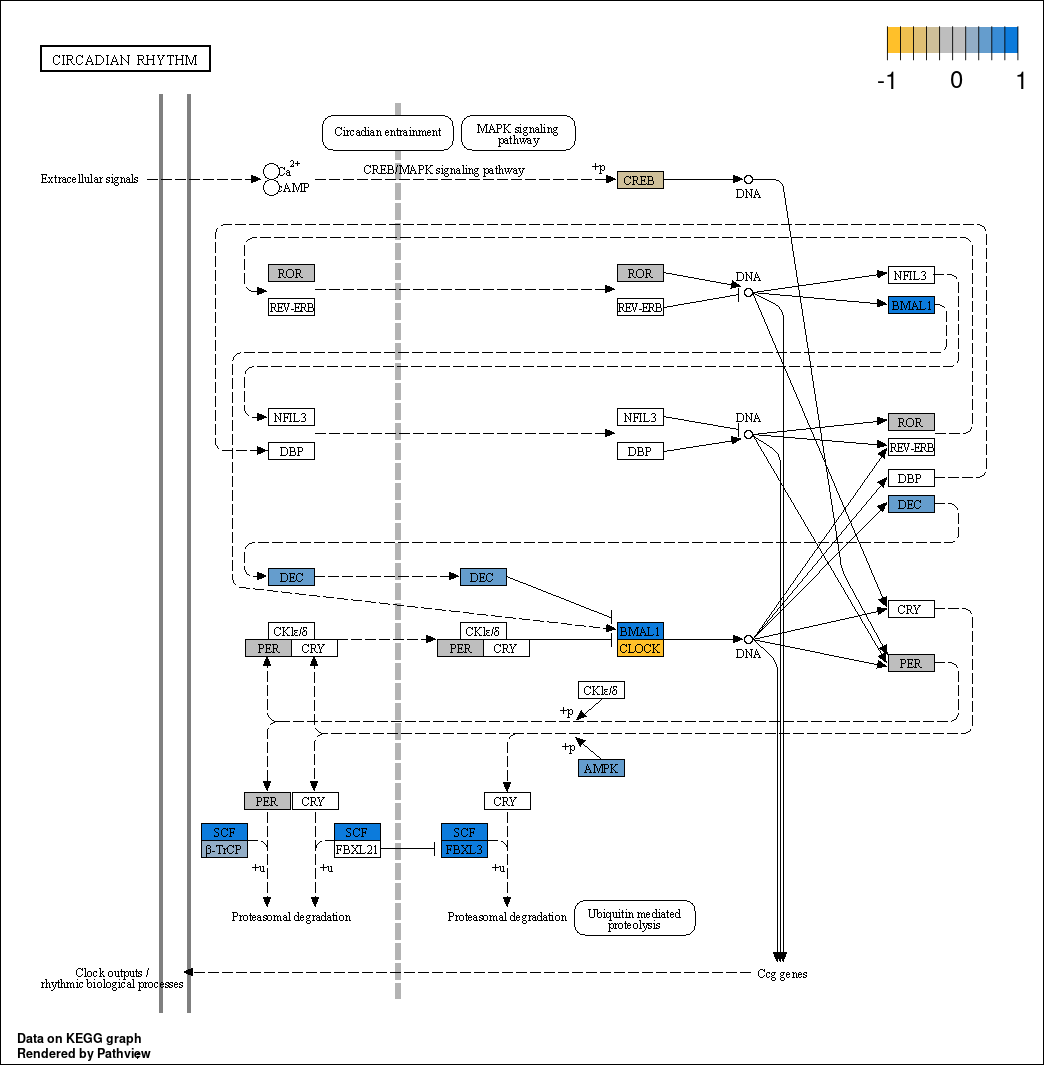 CIRCADIAN RHYTHM
-1 0 1
Circadian entrainment
MAPK signaling
pathway
Extracellular signals
Ca 2+
cAMP
CREB/MAPK signaling pathway
+p
CREB
DNA
ROR
REV-ERB
ROR
REV-ERB
DNA
NFIL3
BMAL1
NFIL3
DBP
NFIL3
DBP
DNA
ROR
REV-ERB
DBP
DEC
DEC
DEC
CKIε/δ
PER
CRY
CKIε/δ
PER
CRY
BMAL1
CLOCK
DNA
CRY
PER
CKIε/δ
+p
+p
AMPK
PER
CRY
CRY
SCF
β-TrCP
+u
SCF
FBXL21
+u
SCF
FBXL3
+u
Proteasomal degradation
Proteasomal degradation
Ubiquitin mediated
proteolysis
Clock outputs /
rhythmic biological processes
Ccg genes
Data on KEGG graph
Rendered by Pathview